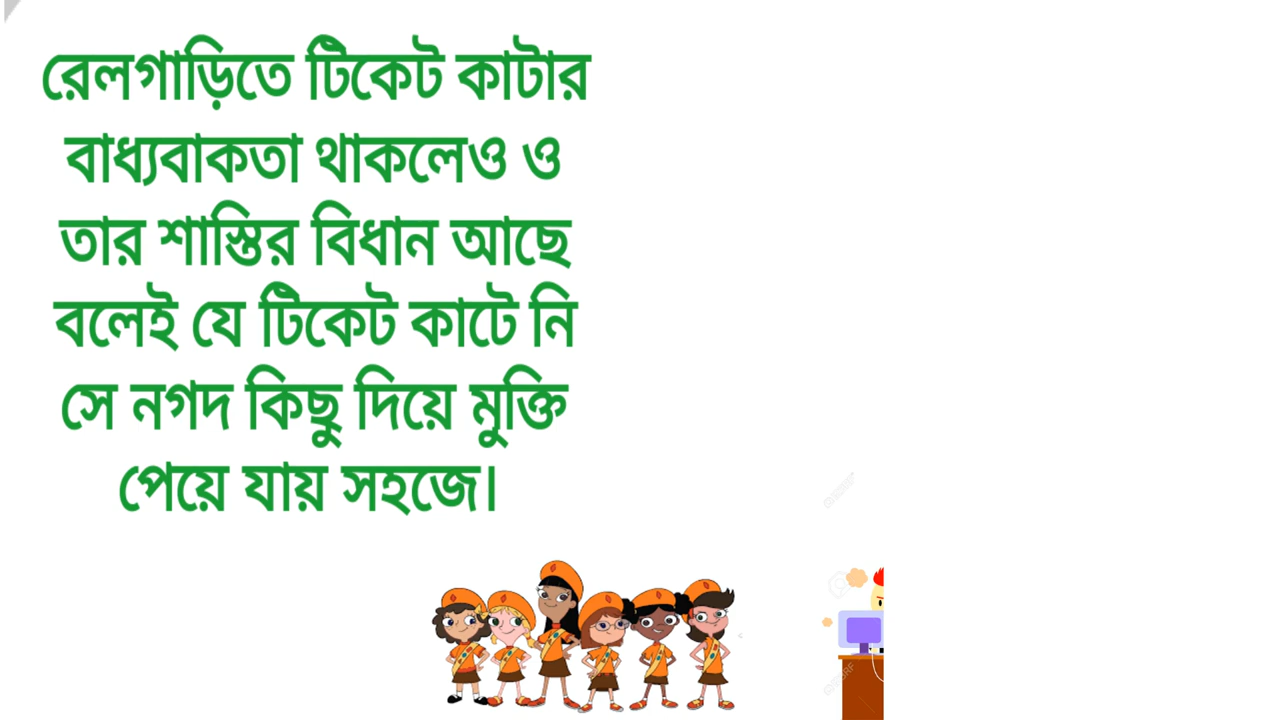 রেলগাড়িতে টিকেট কাটার
বাধ্যবাকতা থাকলেও ও
তার শাস্তির বিধান আছে
বলেই যে টিকেট কাটে নি
সে নগদ কিছু দিয়ে মুক্তি
পেয়ে যায় সহজে।